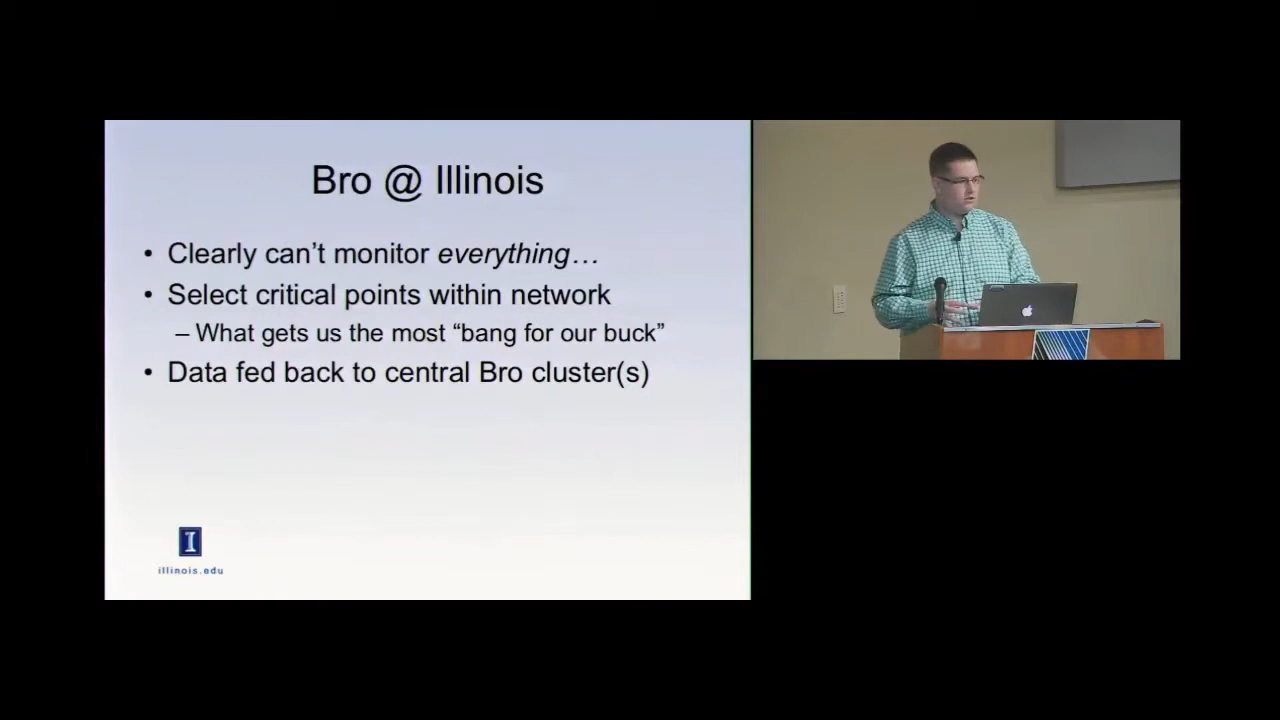 Bro @ Illinois
• Clearly can’t monitor everything…
• Select critical points within network
– What gets us the most “bang for our buck”
• Data fed back to central Bro cluster(s)
I
illinois.edu